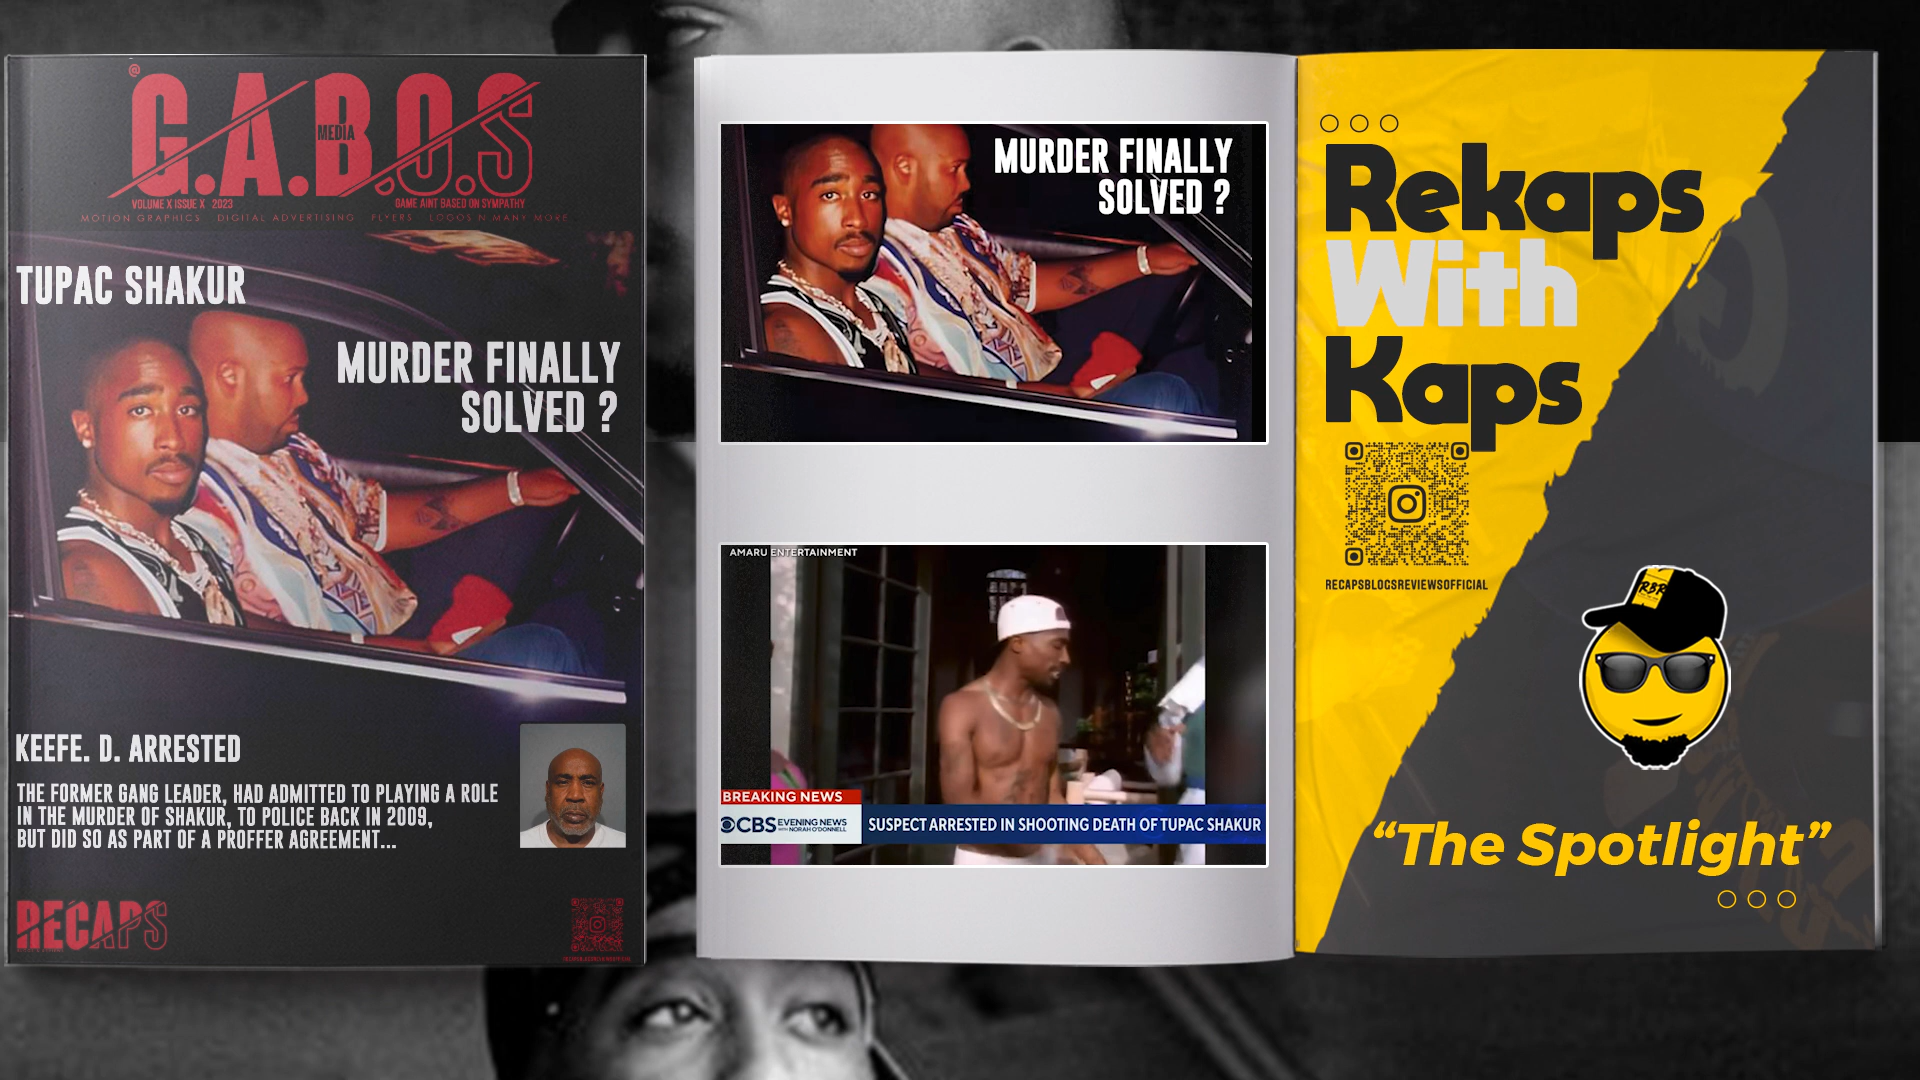 @
G.A.B.O.S
MEDIA
VOLUME X ISSUE X 2023
GAME AINT BASED ON SYMPATHY
MOTION GRAPHICS DIGITAL ADVERTISING FLYERS LOGOS N MANY MORE
TUPAC SHAKUR
MURDER FINALLY
SOLVED ?
KEEFE. D. ARRESTED
THE FORMER GANG LEADER, HAD ADMITTED TO PLAYING A ROLE
IN THE MURDER OF SHAKUR, TO POLICE BACK IN 2009,
BUT DID SO AS PART OF A PROFFER AGREEMENT...
RECAPS
MURDER FINALLY
SOLVED ?
AMARU ENTERTAINMENT
BREAKING NEWS
CBS EVENING NEWS
WITH NORAH O'DONNELL
SUSPECT ARRESTED IN SHOOTING DEATH OF TUPAC SHAKUR
Rekaps
With
Kaps
RECAPSBLOGSREVIEWSOFFICIAL
RBR
“The Spotlight”